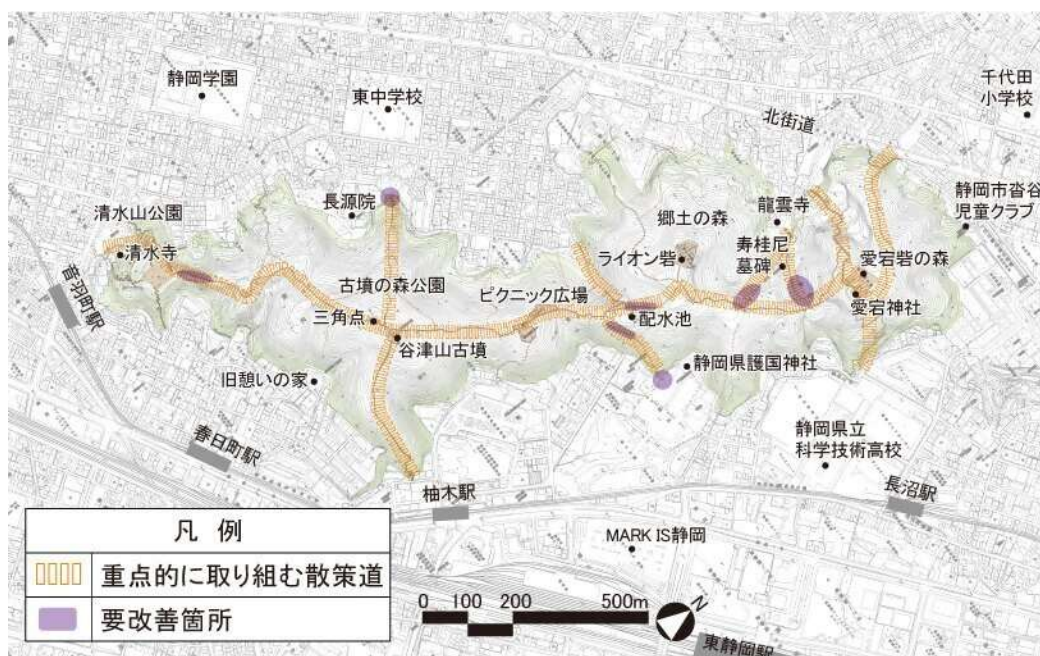 静岡学園
東中学校
千代田
小学校
北街道
静岡市沓谷
児童クラブ
長源院
龍雲寺
郷土の森
清水山公園
清水寺
ライオン砦
寿桂尼
墓碑
愛宕砦の森
音羽町駅
古墳の森公園
ピクニック広場
三角点
配水池
愛宕神社
谷津山古墳
旧憩いの家
静岡県護国神社
春日町駅
静岡県立
科学技術高校
柚木駅
長沼駅
MARK IS静岡
凡 例
重点的に取り組む散策道
要改善箇所
0 100 200 500m
N
東静岡駅